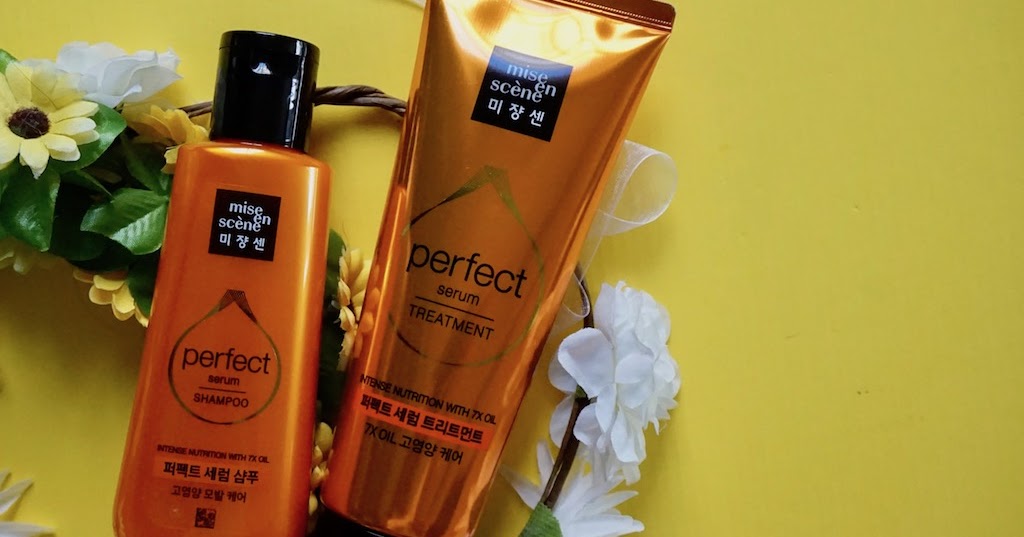 mise
en
scène
미쟝센
perfect
serum
SHAMPOO
INTENSE NUTRITION WITH 7X OIL
퍼펙트 세럼 샴푸
고영양 모발 케어
mise
en
scène
미쟝센
perfect
serum
TREATMENT
INTENSE NUTRITION WITH 7X OIL
퍼펙트 세럼 트리트먼트
7X OIL 고영양 케어